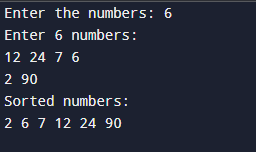 Enter the numbers: 6
Enter 6 numbers:
12 24 7 6
2 90
Sorted numbers:
2 6 7 12 24 90